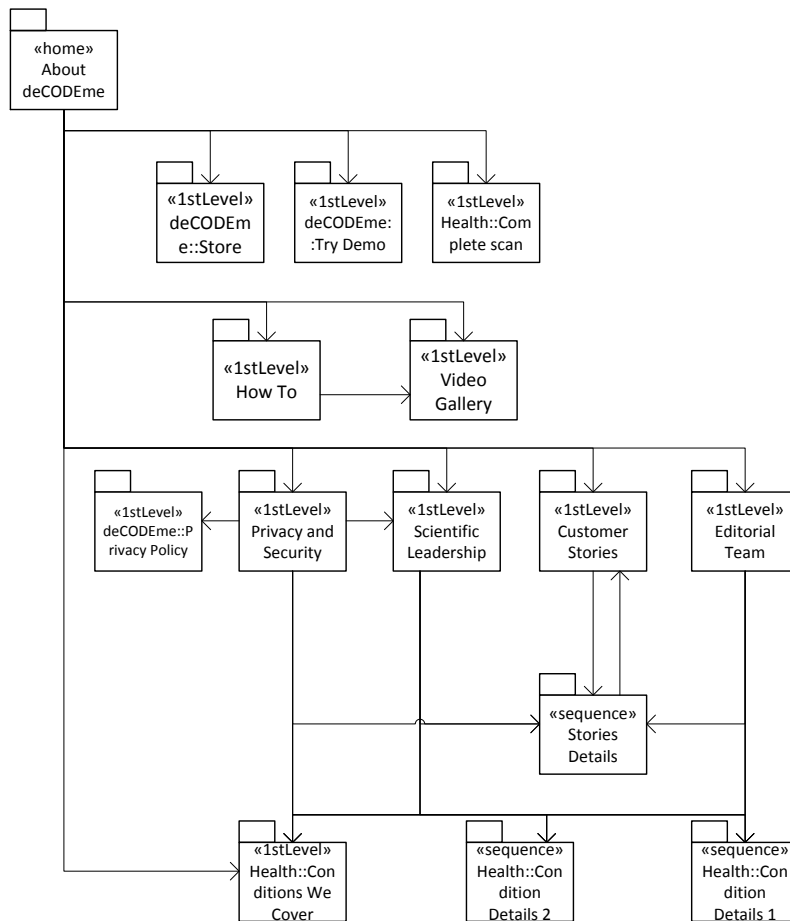 «home»
About
deCODEme
«1stLevel»
deCODEm
e::Store
«1stLevel»
deCODEme:
:Try Demo
«1stLevel»
Health::Com
plete scan
«1stLevel»
How To
«1stLevel»
Video
Gallery
«1stLevel»
deCODEme::P
rivacy Policy
«1stLevel»
Privacy and
Security
«1stLevel»
Scientific
Leadership
«1stLevel»
Customer
Stories
«1stLevel»
Editorial
Team
«sequence»
Stories
Details
«1stLevel»
Health::Con
ditions We
Cover
«sequence»
Health::Con
dition
Details 2
«sequence»
Health::Con
dition
Details 1